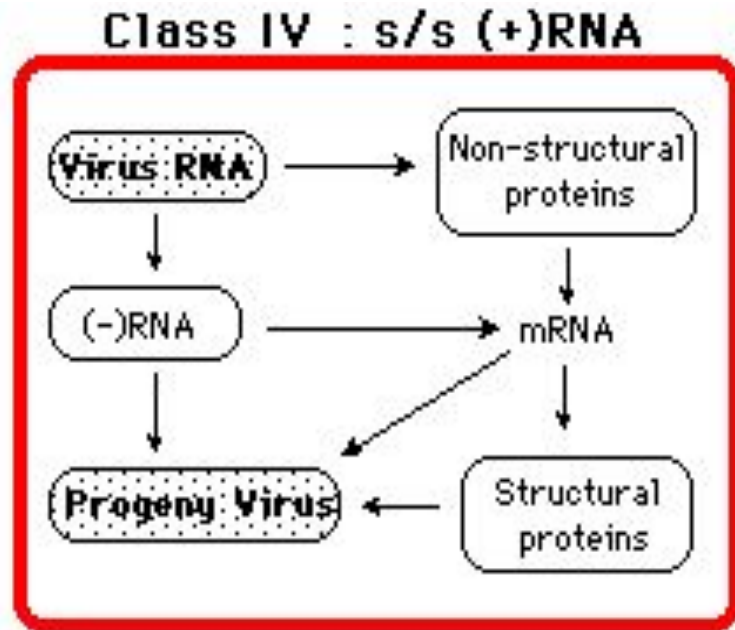 Class IV : s/s (+)RNA
Virus RNA
Non-structural
proteins
(-)RNA
mRNA
Progeny Virus
Structural
proteins